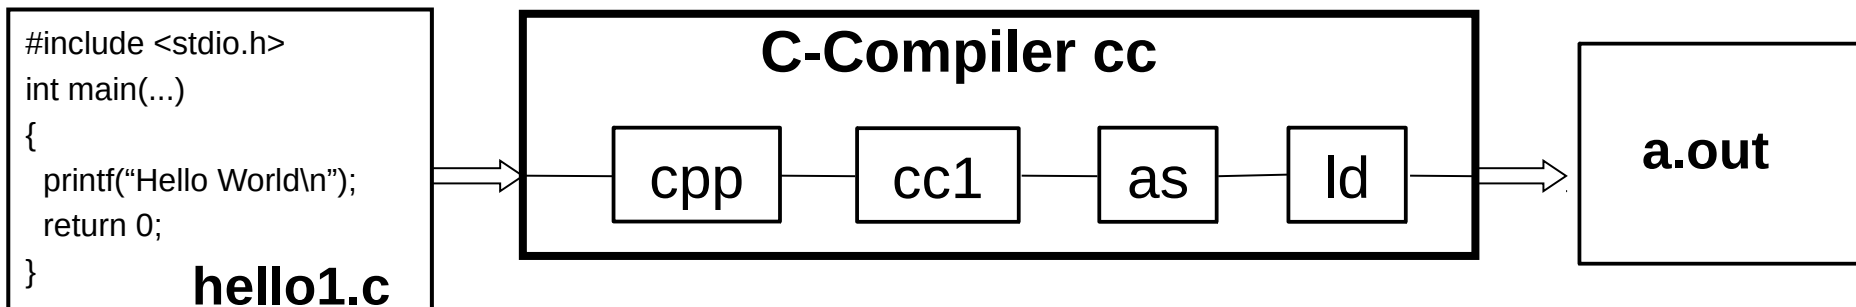 #include <stdio.h>
int main(...)
{
printf(“Hello World\n”);
return 0;
}
hello1.c
C-Compiler cc
cpp
cc1
as
ld
a.out